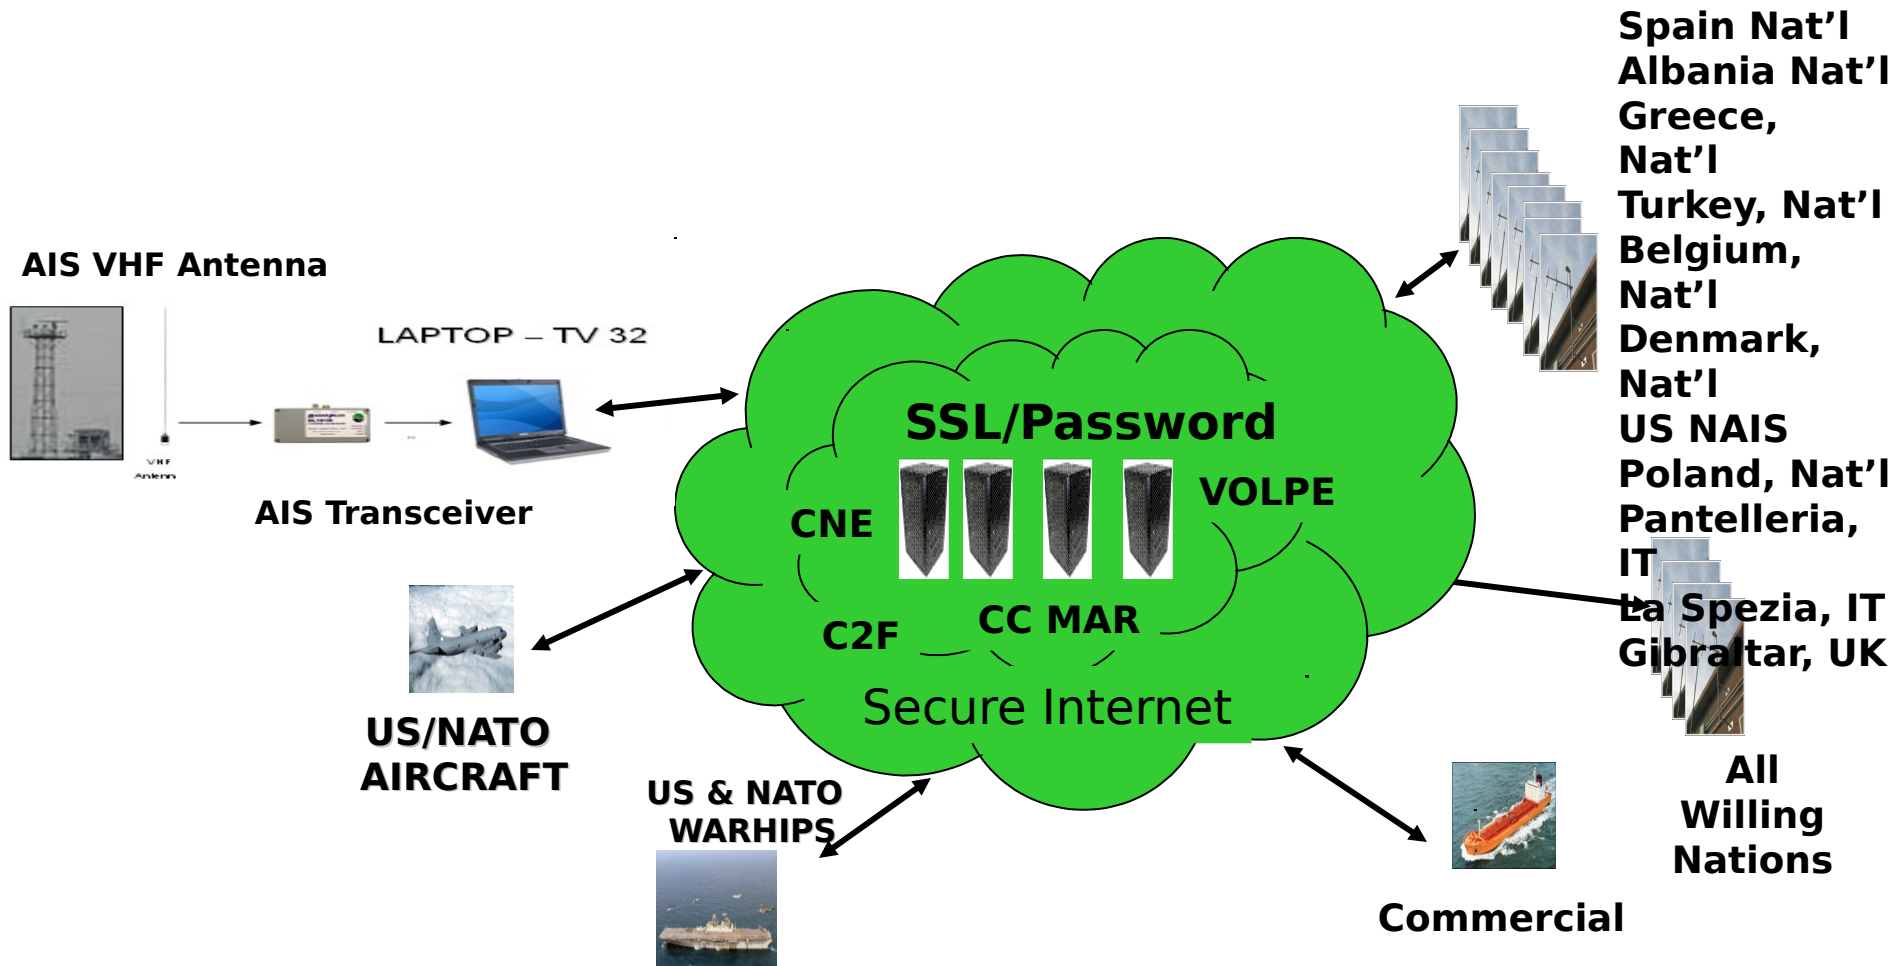 Spain Nat’l
Albania Nat’l
Greece,
Nat’l
Turkey, Nat’l
Belgium,
Nat’l
Denmark,
Nat’l
US NAIS
Poland, Nat’l
Pantelleria,
IT
La Spezia, IT
Gibraltar, UK
AIS VHF Antenna
LAPTOP – TV 32
VHF
AIS Transceiver
SSL/Password
VOLPE
CNE
CC MAR
C2F
Secure Internet
US/NATO
AIRCRAFT
US & NATO
WARHIPS
All
Willing
Nations
Commercial